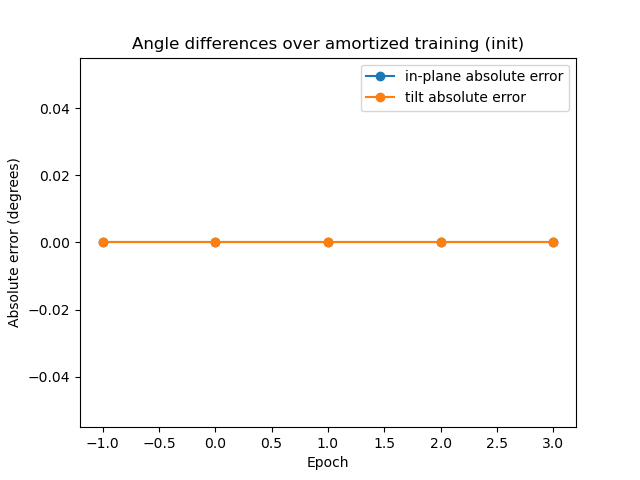 Angle differences over amortized training (init)
in-plane absolute error
tilt absolute error
0.04
0.02
0.00
−0.02
−0.04
Absolute error (degrees)
−1.0 −0.5 0.0 0.5 1.0 1.5 2.0 2.5 3.0
Epoch